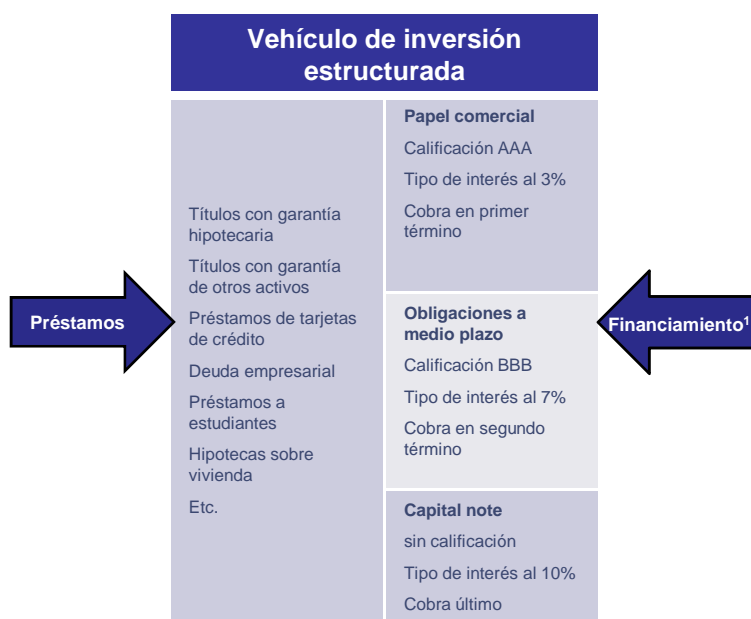 Vehículo de inversión
estructurada
Préstamos
Títulos con garantía
hipotecaria
Títulos con garantía
de otros activos
Préstamos de tarjetas
de crédito
Deuda empresarial
Préstamos a
estudiantes
Hipotecas sobre
vivienda
Etc.
Papel comercial
Calificación AAA
Tipo de interés al 3%
Cobra en primer
término
Obligaciones a
medio plazo
Calificación BBB
Tipo de interés al 7%
Cobra en segundo
término
Capital note
sin calificación
Tipo de interés al 10%
Cobra último
Financiamiento¹